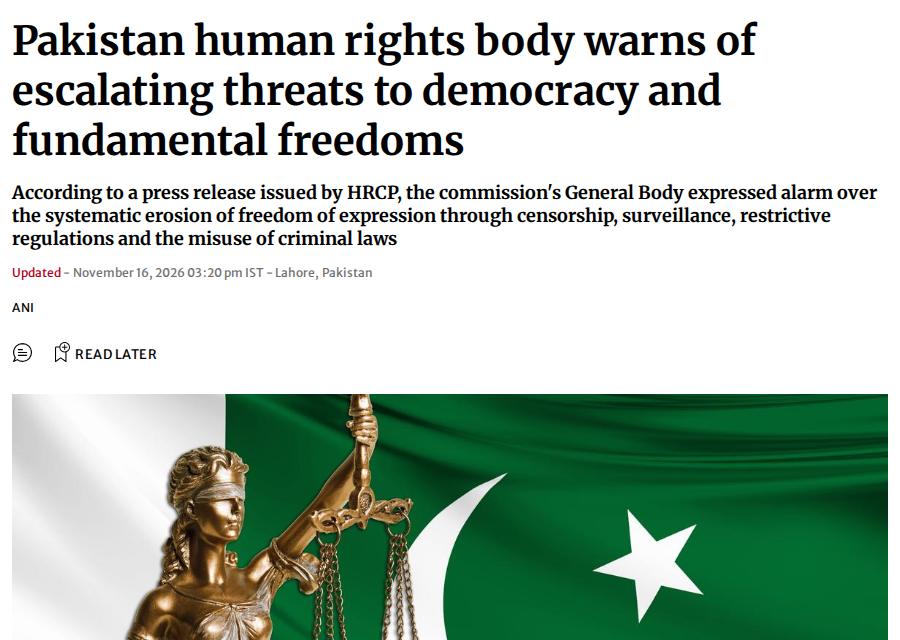 Pakistan human rights body warns of
escalating threats to democracy and
fundamental freedoms
According to a press release issued by HRCP, the commission's General Body expressed alarm over
the systematic erosion of freedom of expression through censorship, surveillance, restrictive
regulations and the misuse of criminal laws
Updated - November 16, 2026 03:20 pm IST - Lahore, Pakistan
ANI
READ LATER